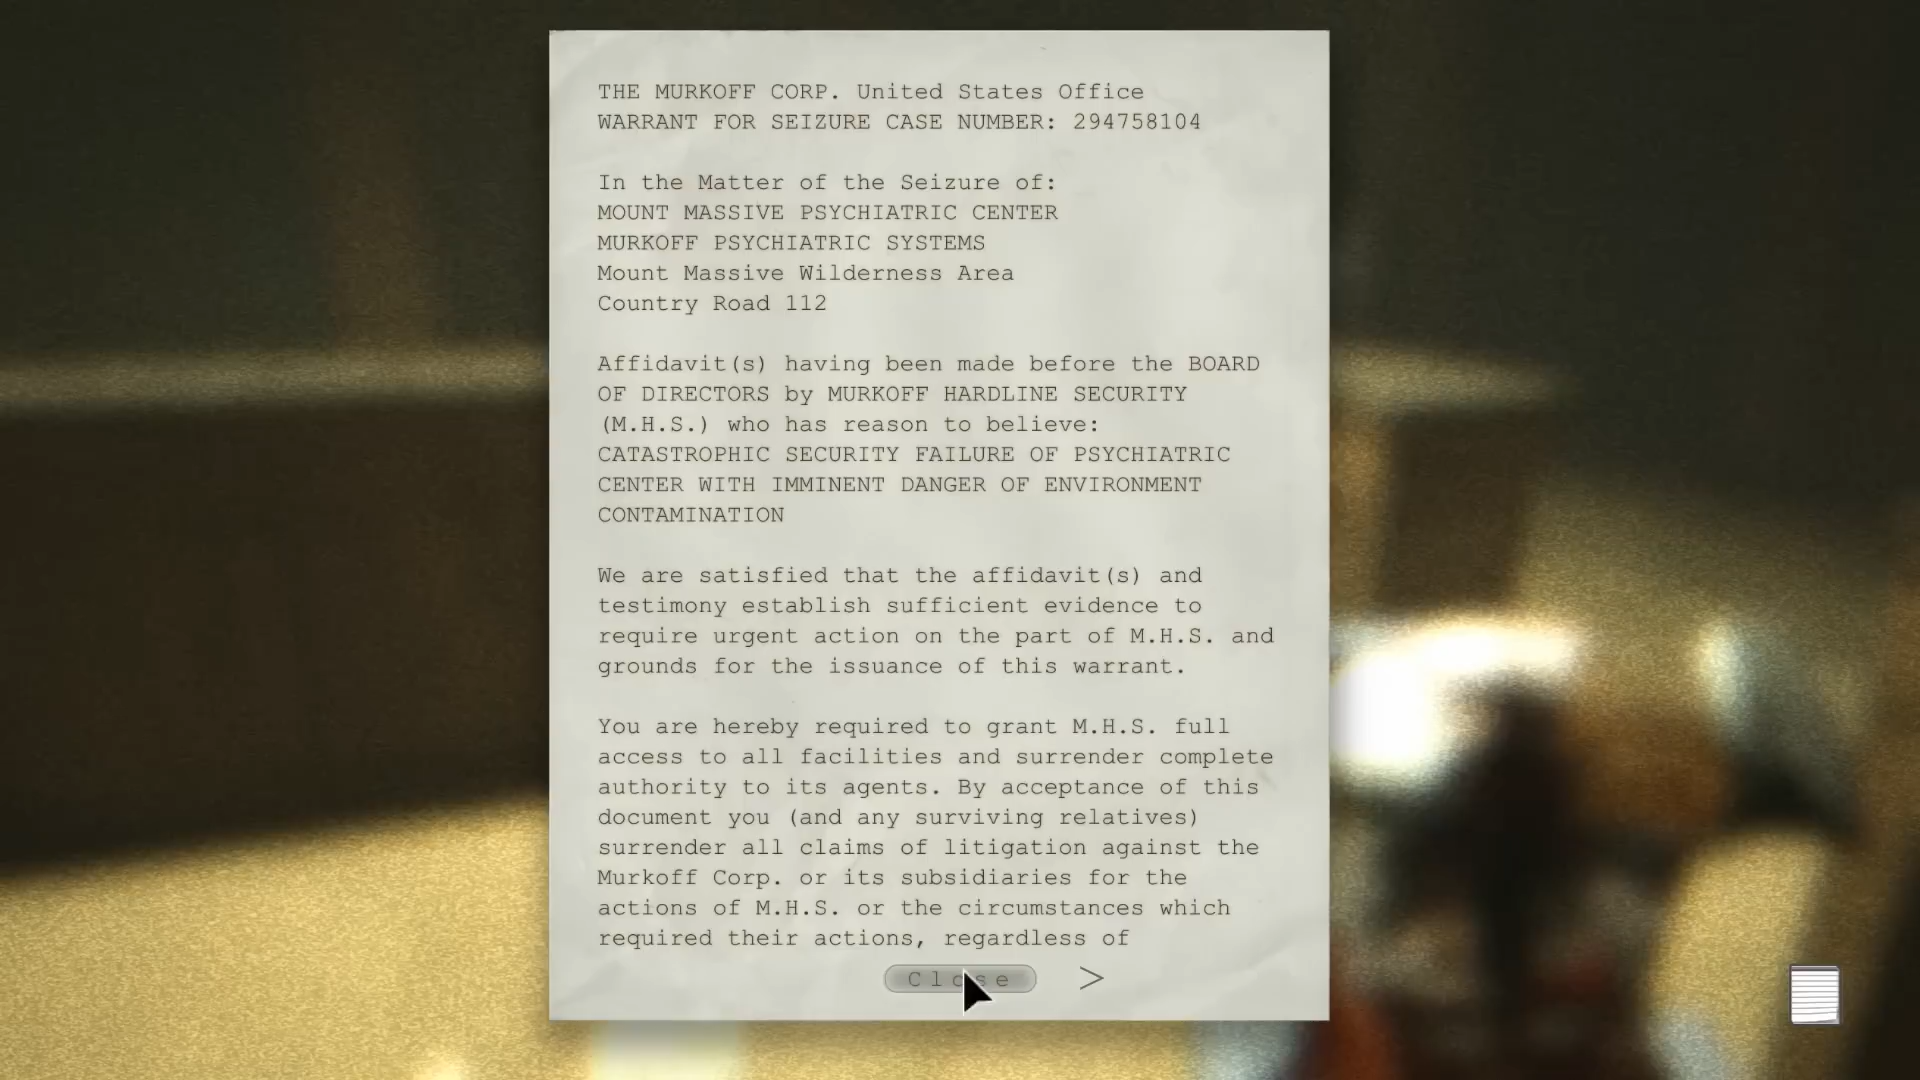 THE MURKOFF CORP. United States Office
WARRANT FOR SEIZURE CASE NUMBER: 294758104
In the Matter of the Seizure of:
MOUNT MASSIVE PSYCHIATRIC CENTER
MURKOFF PSYCHIATRIC SYSTEMS
Mount Massive Wilderness Area
Country Road 112
Affidavit(s) having been made before the BOARD
OF DIRECTORS by MURKOFF HARDLINE SECURITY
(M.H.S.) who has reason to believe:
CATASTROPHIC SECURITY FAILURE OF PSYCHIATRIC
CENTER WITH IMMINENT DANGER OF ENVIRONMENT
CONTAMINATION
We are satisfied that the affidavit(s) and
testimony establish sufficient evidence to
require urgent action on the part of M.H.S. and
grounds for the issuance of this warrant.
You are hereby required to grant M.H.S. full
access to all facilities and surrender complete
authority to its agents. By acceptance of this
document you (and any surviving relatives)
surrender all claims of litigation against the
Murkoff Corp. or its subsidiaries for the
actions of M.H.S. or the circumstances which
required their actions, regardless of
Close >